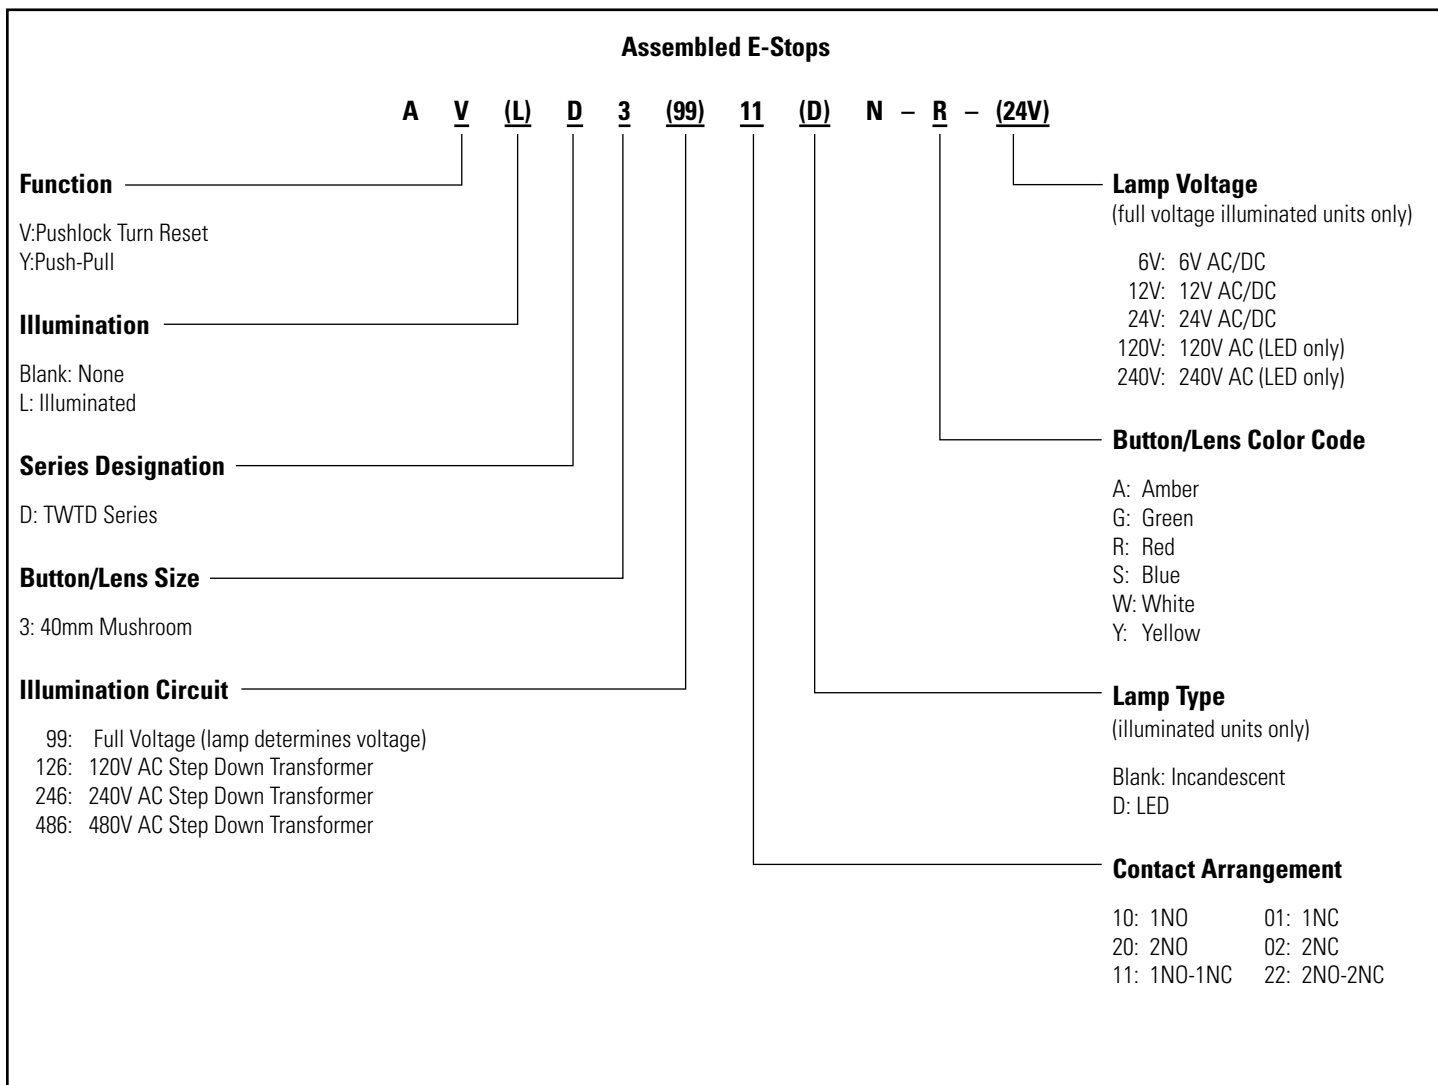 Assembled E-Stops
A V (L) D 3 (99) 11 (D) N – R – (24V)
Function
V:Pushlock Turn Reset
Y:Push-Pull
Illumination
Blank: None
L: Illuminated
Series Designation
D: TWTD Series
Button/Lens Size
3: 40mm Mushroom
Illumination Circuit
99: Full Voltage (lamp determines voltage)
126: 120V AC Step Down Transformer
246: 240V AC Step Down Transformer
486: 480V AC Step Down Transformer
Lamp Voltage
(full voltage illuminated units only)
6V: 6V AC/DC
12V: 12V AC/DC
24V: 24V AC/DC
120V: 120V AC (LED only)
240V: 240V AC (LED only)
Button/Lens Color Code
A: Amber
G: Green
R: Red
S: Blue
W: White
Y: Yellow
Lamp Type
(illuminated units only)
Blank: Incandescent
D: LED
Contact Arrangement
10: 1NO 01: 1NC
20: 2NO 02: 2NC
11: 1NO-1NC 22: 2NO-2NC